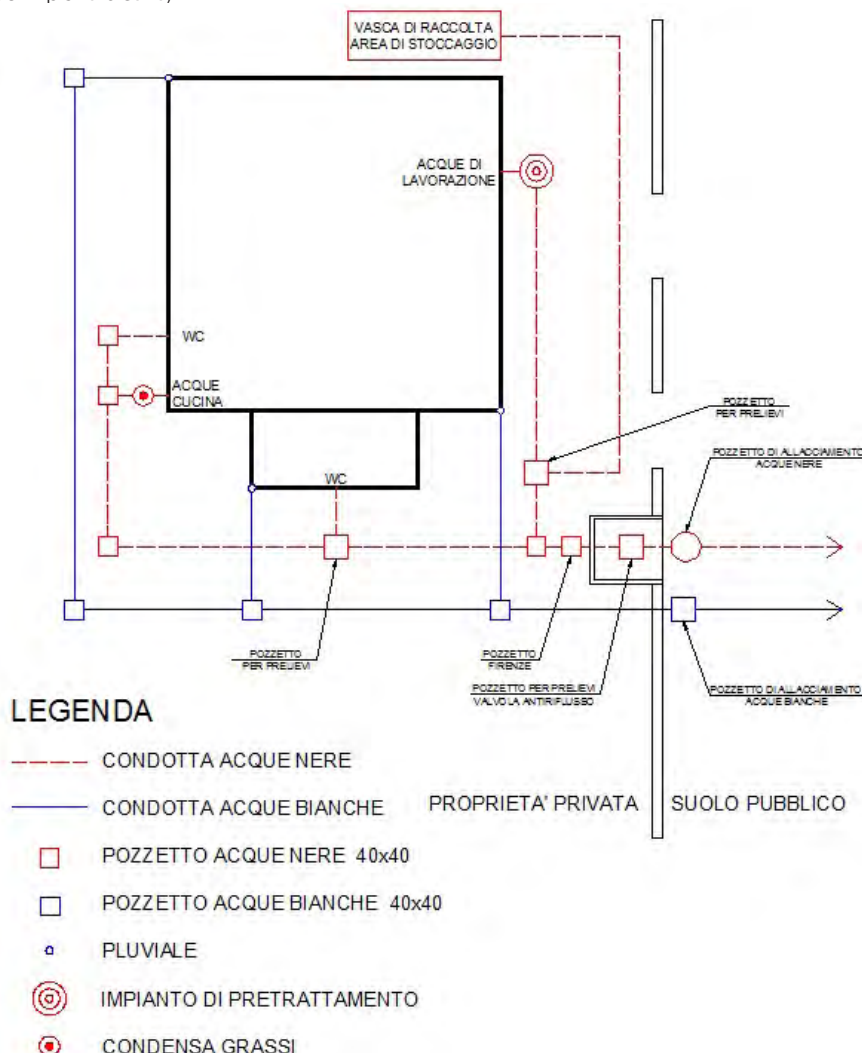 VASCA DI RACCOLTA
AREA DI STOCCAGGIO
ACQUE DI
LAVORAZIONE
WC
ACQUE
CUCINA
POZZETTO
PER PRELIEVI
POZZETTO DI ALLACCIAMENTO
ACQUE NERE
WC
POZZETTO
PER PRELIEVI
POZZETTO
FIRENZE
POZZETTO PER PRELIEVI
VALVOLA ANTIRIFLUSSO
POZZETTO DI ALLACCIAMENTO
ACQUE BIANCHE
LEGENDA
CONDOTTA ACQUE NERE
CONDOTTA ACQUE BIANCHE
PROPRIETA' PRIVATA
SUOLO PUBBLICO
POZZETTO ACQUE NERE 40x40
POZZETTO ACQUE BIANCHE 40x40
PLUVIALE
IMPIANTO DI PRETRATTAMENTO
CONDENSA GRASSI